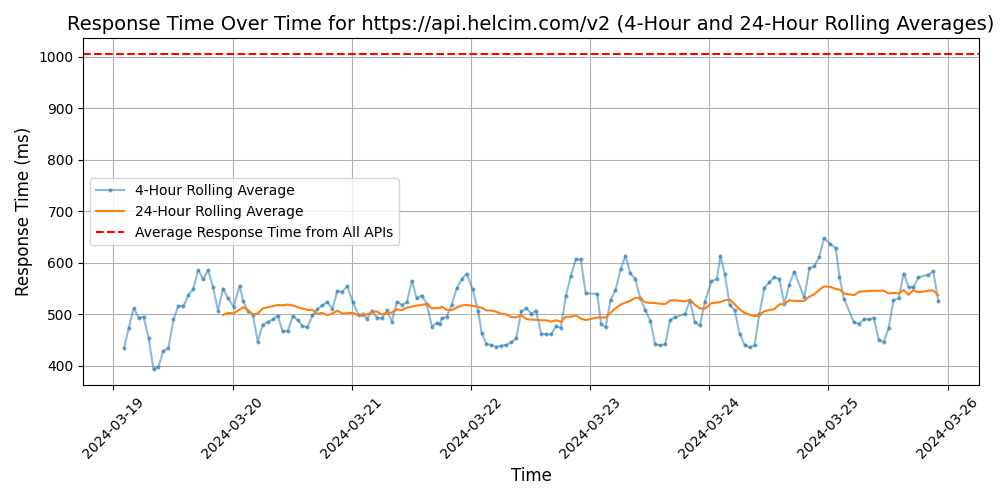 Response Time Over Time for https://api.helcim.com/v2 (4-Hour and 24-Hour Rolling Averages)
Response Time (ms)
1000
900
800
700
600
500
400
4-Hour Rolling Average
24-Hour Rolling Average
Average Response Time from All APIs
2024-03-19
2024-03-20
2024-03-21
2024-03-22
2024-03-23
2024-03-24
2024-03-25
2024-03-26
Time